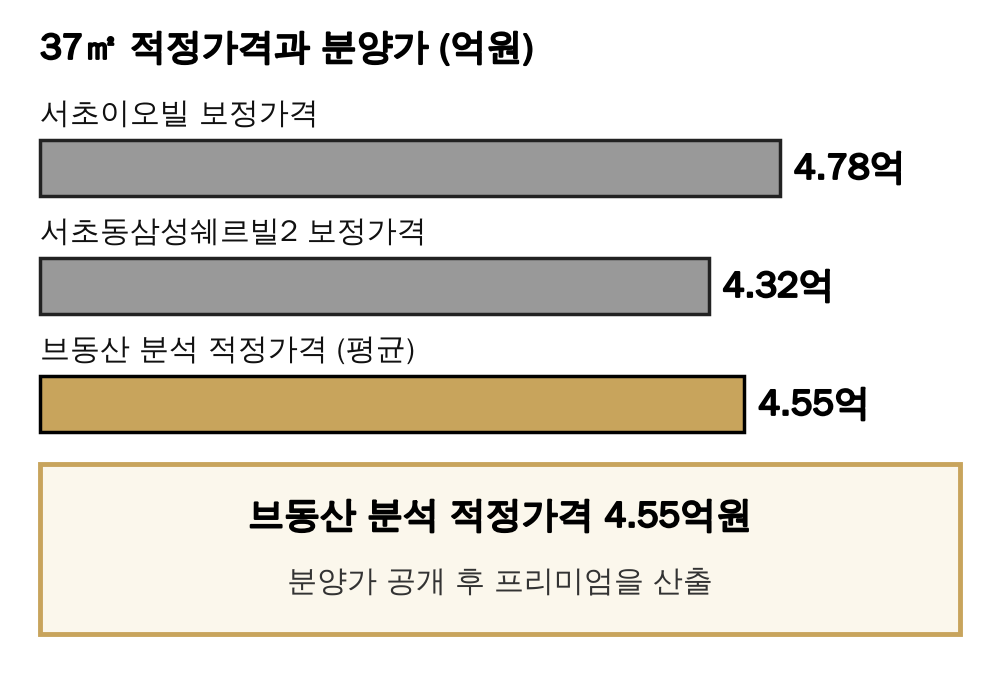 37㎡ 적정가격과 분양가 (억원)
서초이오빌 보정가격
4.78억
서초동삼성쉐르빌2 보정가격
4.32억
브동산 분석 적정가격 (평균)
4.55억
브동산 분석 적정가격 4.55억원
분양가 공개 후 프리미엄을 산출